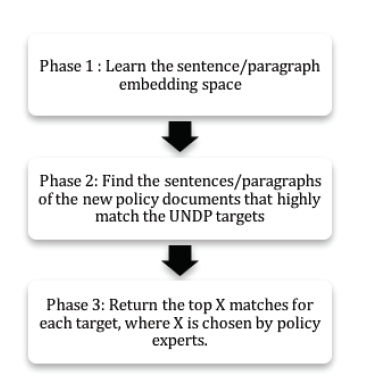 Phase 1 : Learn the sentence/paragraph
embedding space
Phase 2: Find the sentences/paragraphs
of the new policy documents that highly
match the UNDP targets
Phase 3: Return the top X matches for
each target, where X is chosen by policy
experts.